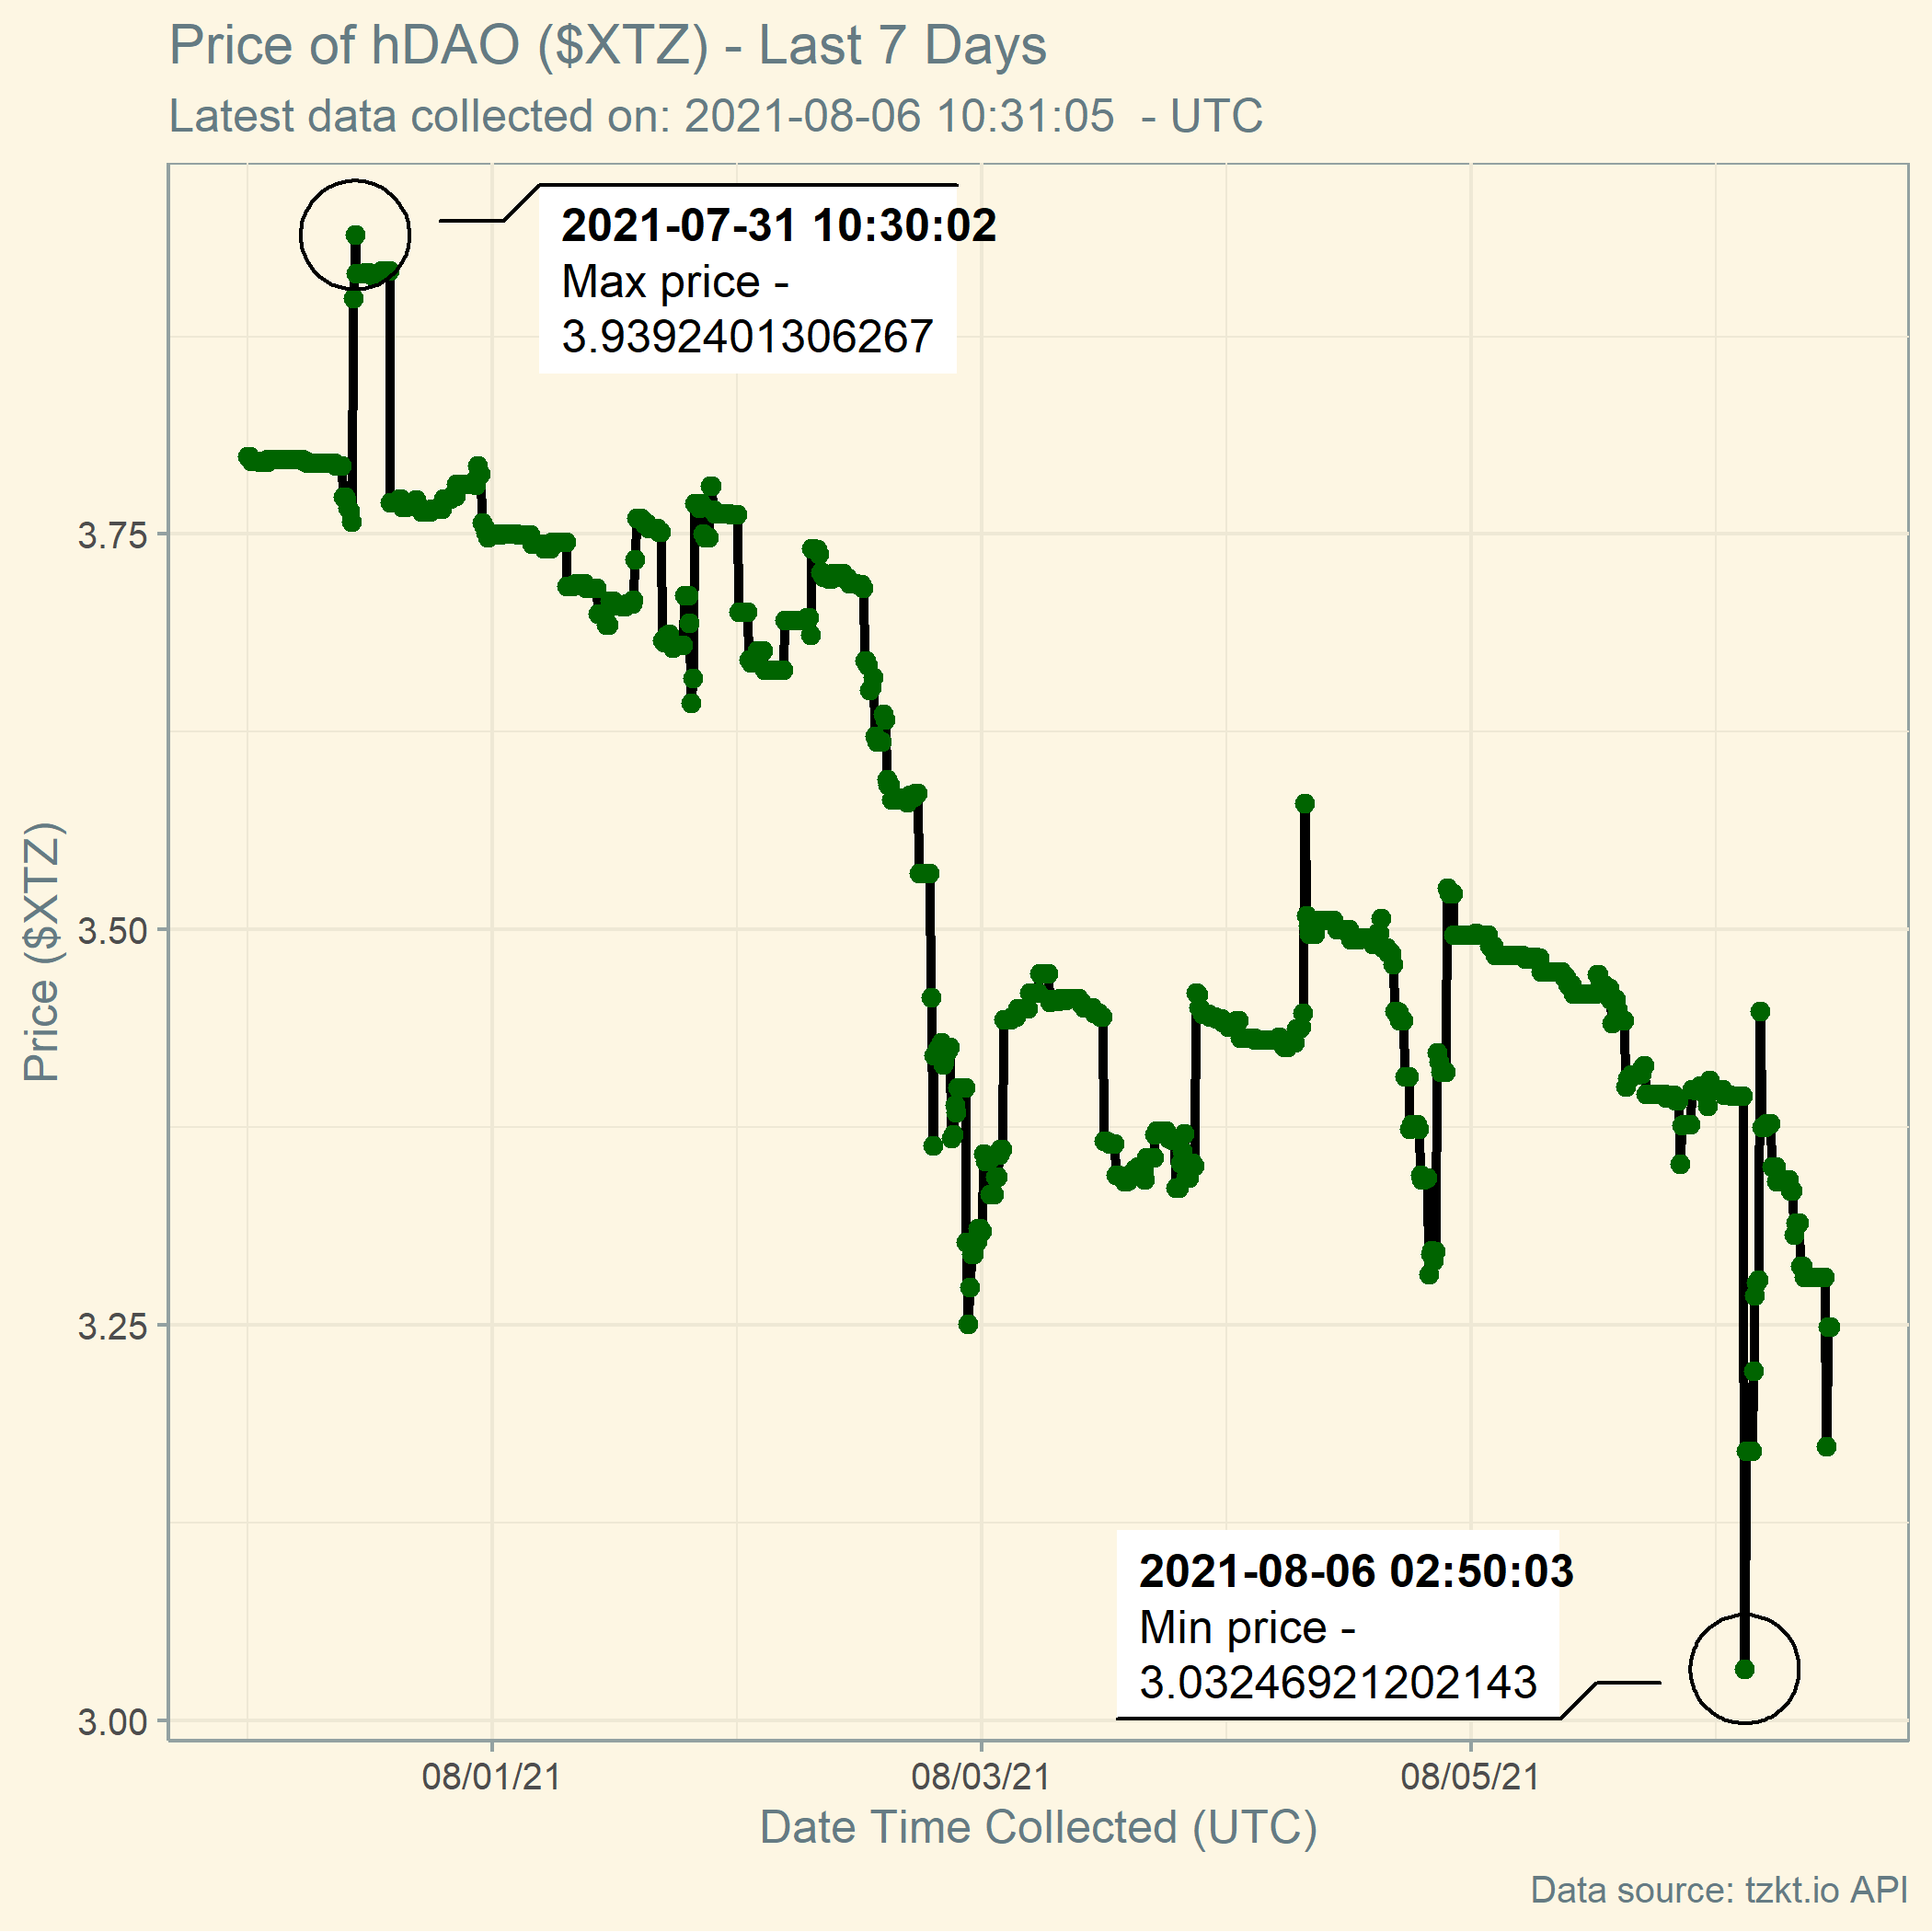 Price of hDAO ($XTZ) - Last 7 Days
Latest data collected on: 2021-08-06 10:31:05  - UTC
2021-07-31 10:30:02
Max price -
3.9392401306267
3.75
3.50
3.25
3.00
Price ($XTZ)
2021-08-06 02:50:03
Min price -
3.03246921202143
08/01/21
08/03/21
08/05/21
Date Time Collected (UTC)
Data source: tzkt.io API